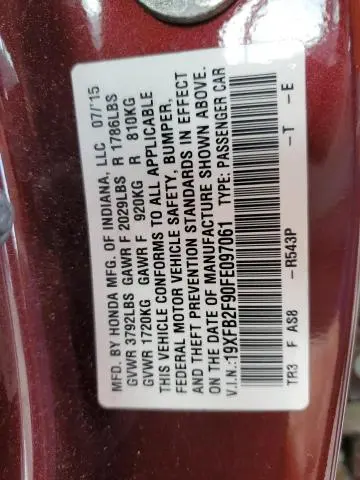 MFD. BY HONDA MFG. OF INDIANA, LLC 07/'15
GVWR 3792LBS GAWR F 2029LBS R 1786LBS
GVWR 1720KG GAWR F 920KG R 810KG
THIS VEHICLE CONFORMS TO ALL APPLICABLE
FEDERAL MOTOR VEHICLE SAFETY, BUMPER,
AND THEFT PREVENTION STANDARDS IN EFFECT
ON THE DATE OF MANUFACTURE SHOWN ABOVE.
V.I.N.:19XFB2F90FE097061 TYPE: PASSENGER CAR
TR3 F AS8 -R543P -T -E